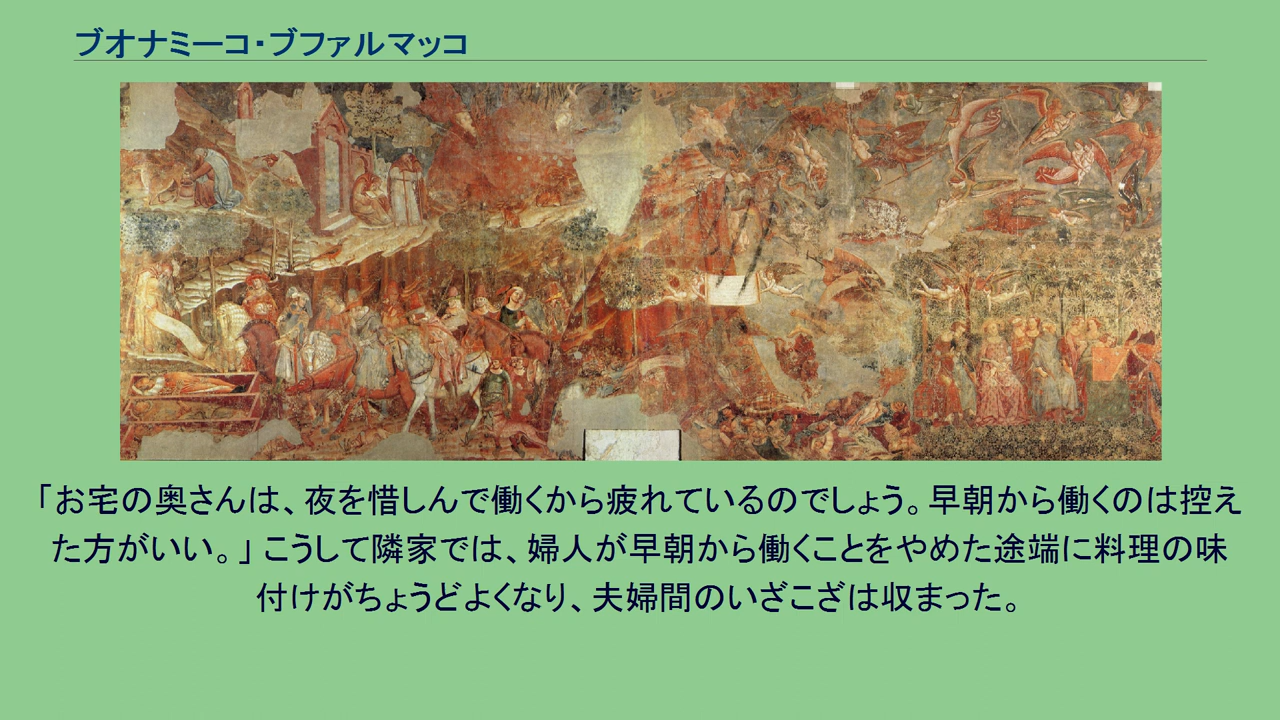 ブオナミーコ・ブファルマッコ
「お宅の奥さんは、夜を惜しんで働くから疲れているのでしょう。早朝から働くのは控え
た方がいい。」こうして隣家では、婦人が早朝から働くことをやめた途端に料理の味
付けがちょうどよくなり、夫婦間のいざこざは収まった。